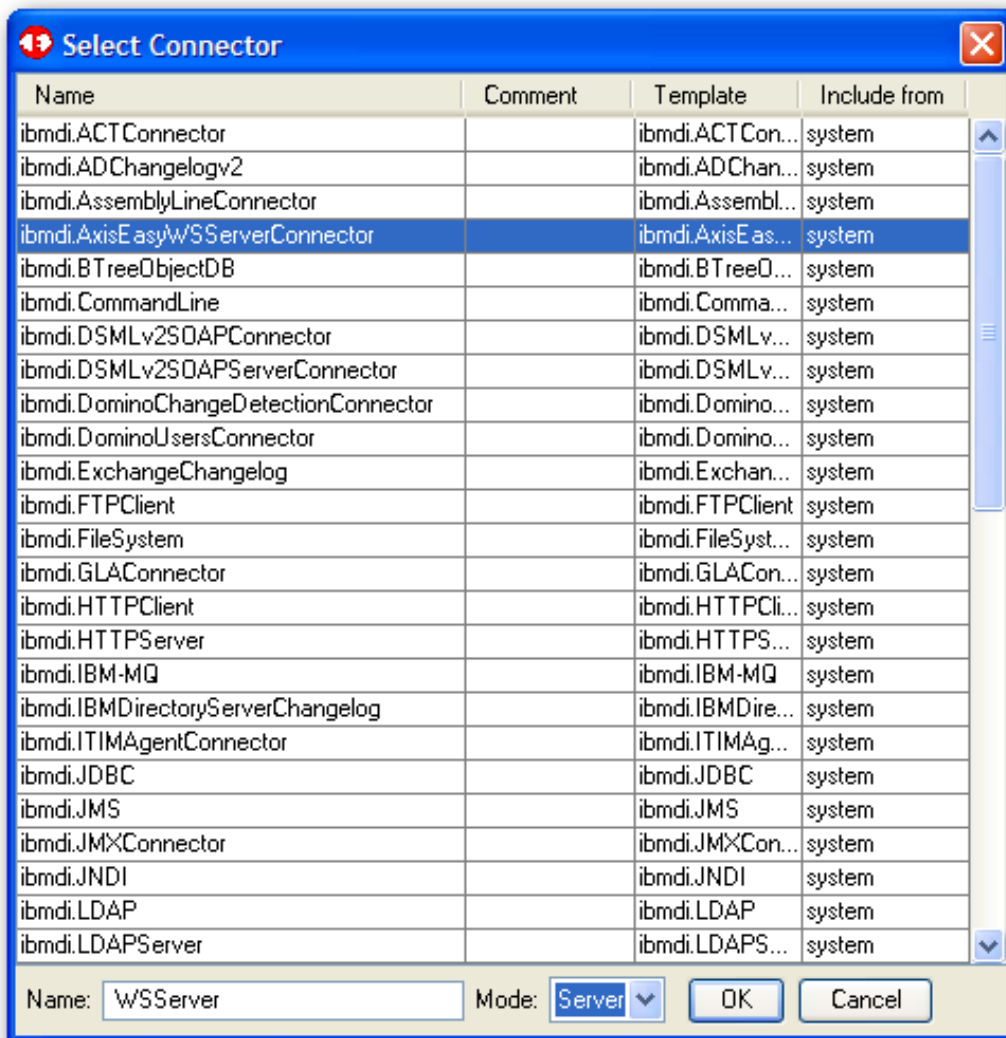 Select Connector
Name Comment Template Include from
ibmdi.ACTConnector ibmdi.ACTCon... system
ibmdi.ADChangelogv2 ibmdi.ADChan... system
ibmdi.AssemblyLineConnector ibmdi.Assembl... system
ibmdi.AxisEasyWSServerConnector ibmdi.AxisEas... system
ibmdi.BTreeObjectDB ibmdi.BTreeO... system
ibmdi.CommandLine ibmdi.Comma... system
ibmdi.DSMLv2SOAPConnector ibmdi.DSMLv... system
ibmdi.DSMLv2SOAPServerConnector ibmdi.DSMLv... system
ibmdi.DominoChangeDetectionConnector ibmdi.Domino... system
ibmdi.DominoUsersConnector ibmdi.Domino... system
ibmdi.ExchangeChangelog ibmdi.Exchan... system
ibmdi.FTPClient ibmdi.FTPClient system
ibmdi.FileSystem ibmdi.FileSyst... system
ibmdi.GLAConnector ibmdi.GLACon... system
ibmdi.HTTPClient ibmdi.HTTPCli... system
ibmdi.HTTPServer ibmdi.HTTPS... system
ibmdi.IBM-MQ ibmdi.IBM-MQ system
ibmdi.IBMDirectoryServerChangelog ibmdi.IBMDire... system
ibmdi.ITIMAgentConnector ibmdi.ITIMAg... system
ibmdi.JDBC ibmdi.JDBC system
ibmdi.JMS ibmdi.JMS system
ibmdi.JMXConnector ibmdi.JMXCon... system
ibmdi.JNDI ibmdi.JNDI system
ibmdi.LDAP ibmdi.LDAP system
ibmdi.LDAPServer ibmdi.LDAPS... system
Name: WSServer Mode: Server OK Cancel